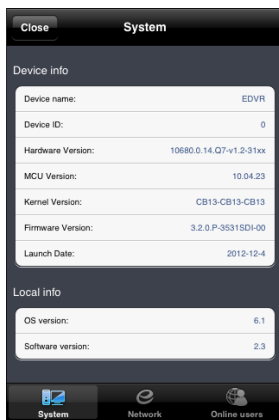 Close System
Device info
Device name: EDVR
Device ID: 0
Hardware Version: 10680.0.14.Q7-v1.2-31xx
MCU Version: 10.04.23
Kernel Version: CB13-CB13-CB13
Firmware Version: 3.2.0.P-3531SDI-00
Launch Date: 2012-12-4
Local info
OS version: 6.1
Software version: 2.3
System Network Online users